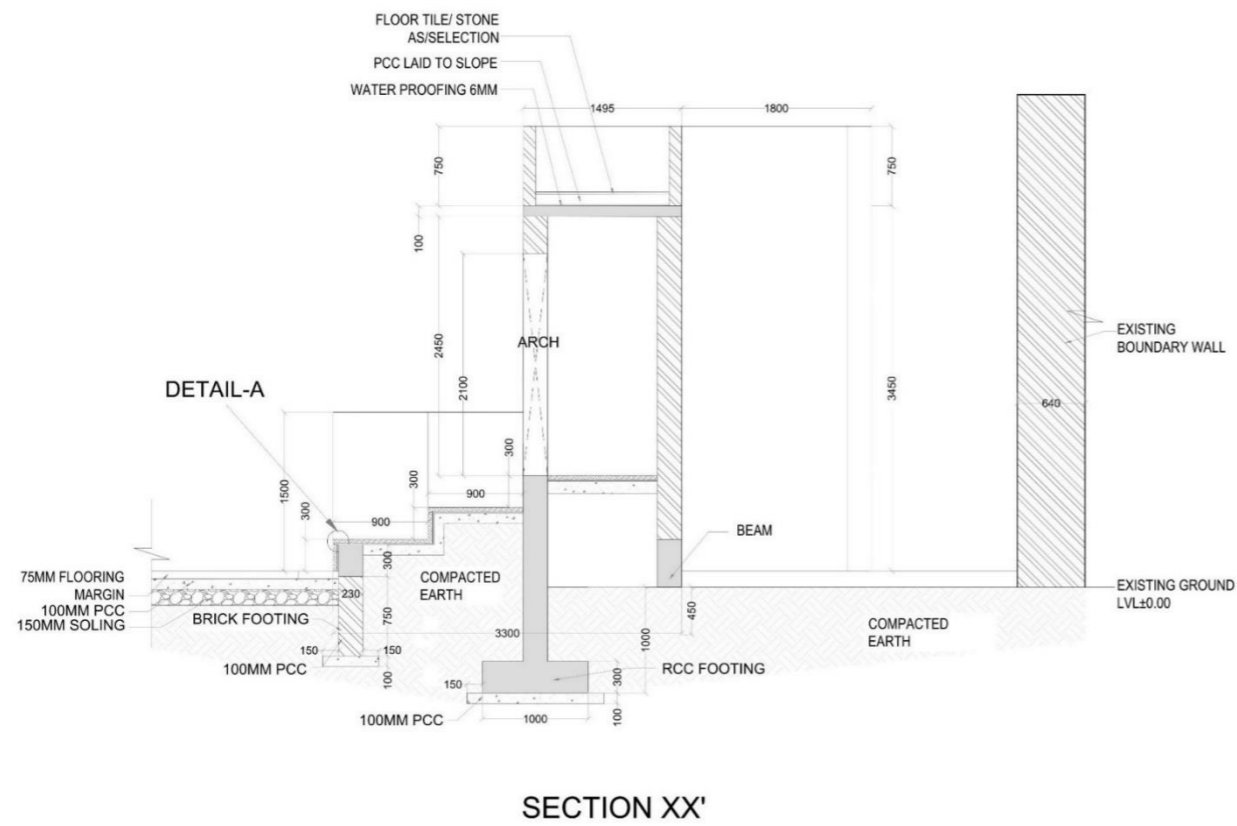 FLOOR TILE/ STONE
AS/SELECTION
PCC LAID TO SLOPE
WATER PROOFING 6MM
1495
1800
750
750
100
2450
2100
ARCH
3450
640
EXISTING
BOUNDARY WALL
DETAIL-A
1500
300
300
300
900
900
300
BEAM
75MM FLOORING
MARGIN
100MM PCC
150MM SOLING
230
COMPACTED
EARTH
EXISTING GROUND
LVL±0.00
BRICK FOOTING
750
3300
1000
450
COMPACTED
EARTH
150
150
100MM PCC
100
RCC FOOTING
300
150
100MM PCC
1000
100
SECTION XX'